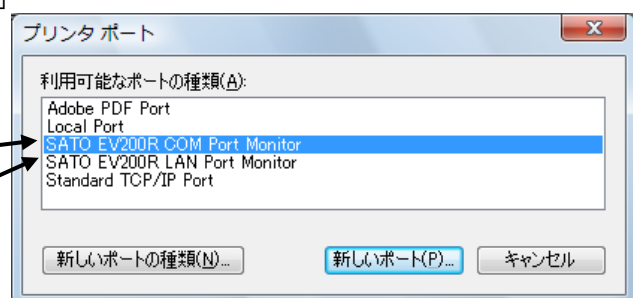 プリンタ ポート
利用可能なポートの種類(A):
Adobe PDF Port
Local Port
SATO EV200R COM Port Monitor
SATO EV200R LAN Port Monitor
Standard TCP/IP Port
新しいポートの種類(N)... 新しいポート(P)... キャンセル